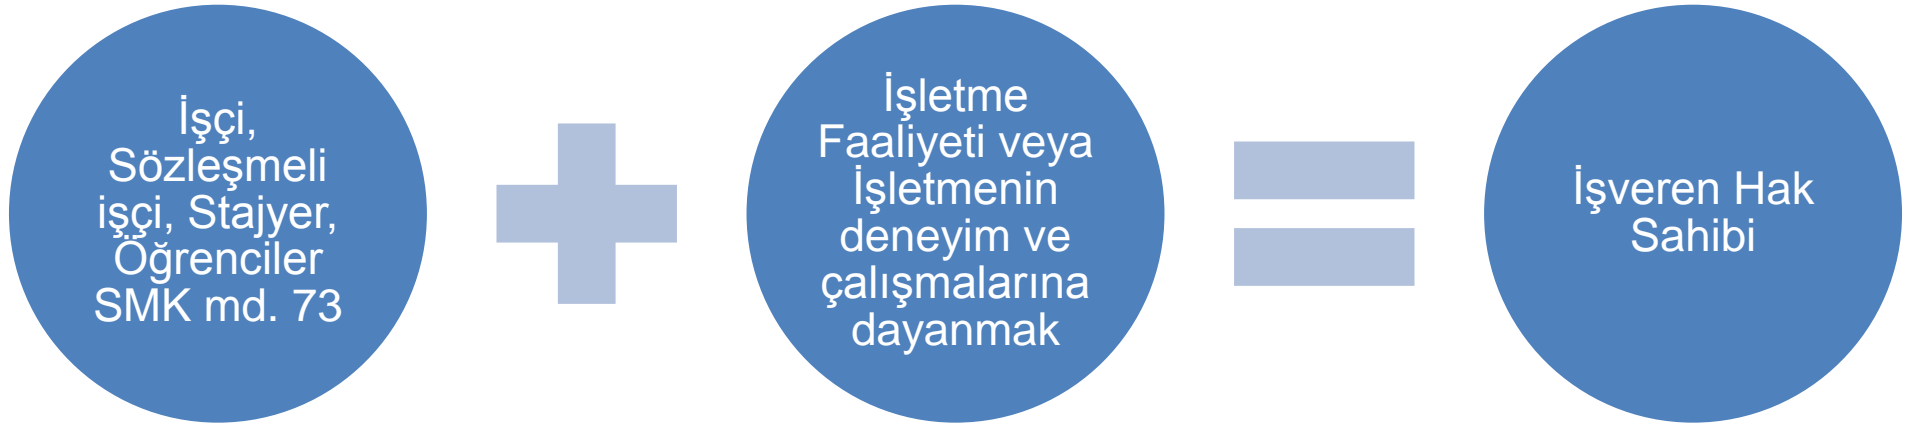 İşçi,
Sözleşmeli
işçi, Stajyer,
Öğrenciler
SMK md. 73
İşletme
Faaliyeti veya
İşletmenin
deneyim ve
çalışmalarına
dayanmak
İşveren Hak
Sahibi